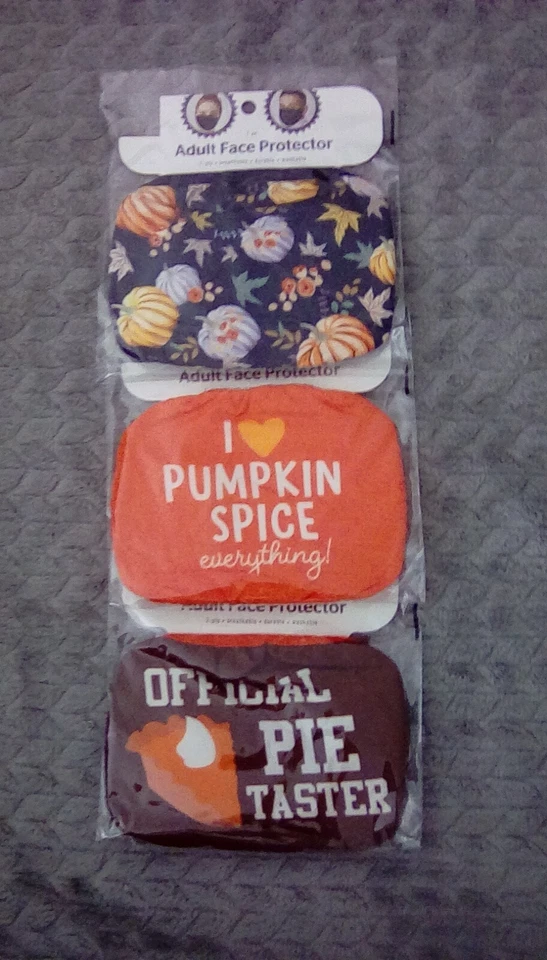 Adult Face Protector
Adult Face Protector
I
PUMPKIN
SPICE
everything!
Adult Face Protector
OFFICIAL
PIE
TASTER